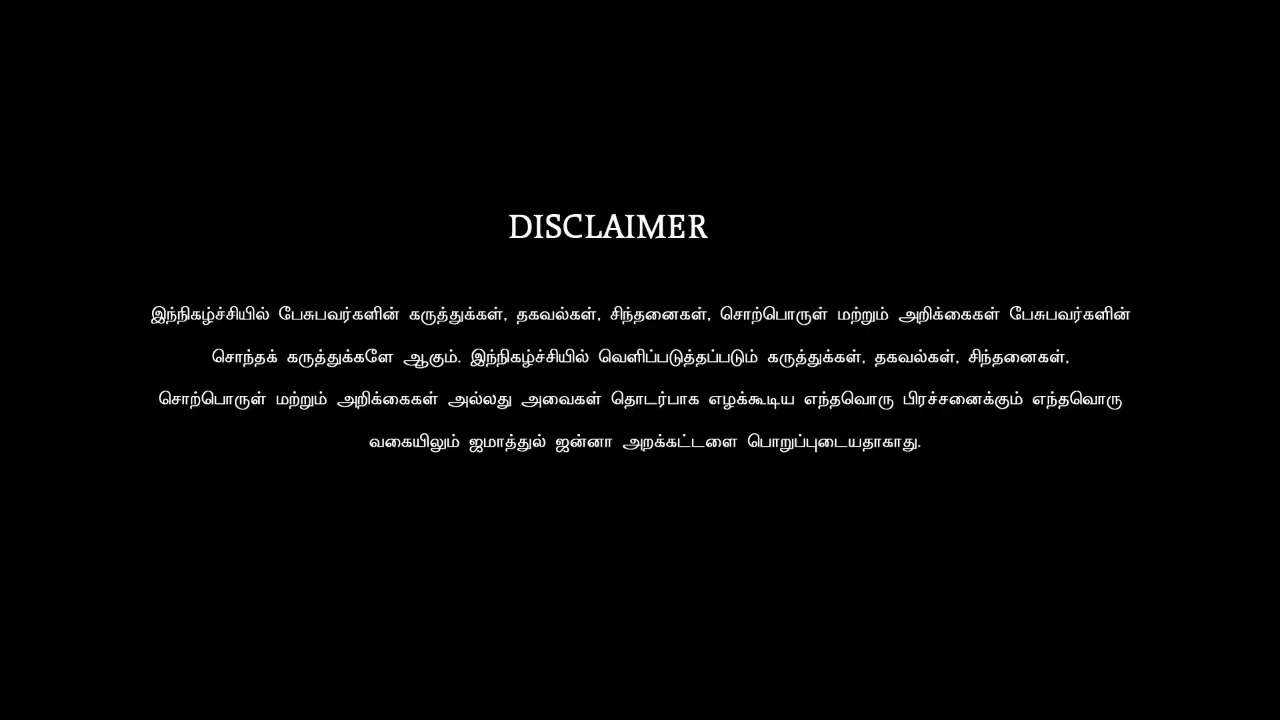 DISCLAIMER
இந்நிகழ்ச்சியில் பேசுபவர்களின் கருத்துக்கள், தகவல்கள், சிந்தனைகள், சொற்பொருள் மற்றும் அறிக்கைகள் பேசுபவர்களின்
சொந்தக் கருத்துக்களே ஆகும். இந்நிகழ்ச்சியில் வெளிப்படுத்தப்படும் கருத்துக்கள், தகவல்கள், சிந்தனைகள்,
சொற்பொருள் மற்றும் அறிக்கைகள் அல்லது அவைகள் தொடர்பாக எழக்கூடிய எந்தவொரு பிரச்சனைக்கும் எந்தவொரு
வகையிலும் ஜமாத்துல் ஜன்னா அறக்கட்டளை பொறுப்புடையதாகாது.